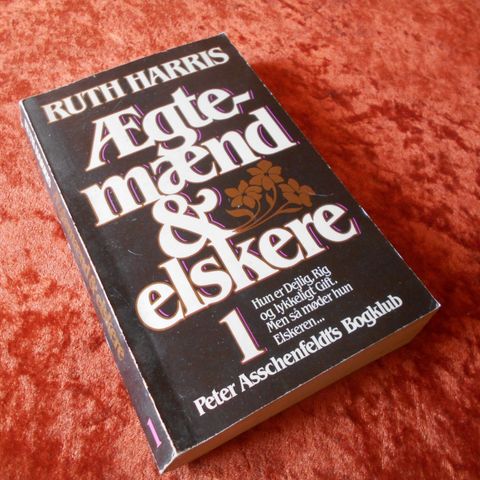 RUTH HARRIS
Ægte-
mænd
&
elskere
1
Hun er Dejlig, Rig
og lykkeligt Gift.
Men så møder hun
Elskeren...
Peter Asschenfeldt's Bogklub
elskere
1